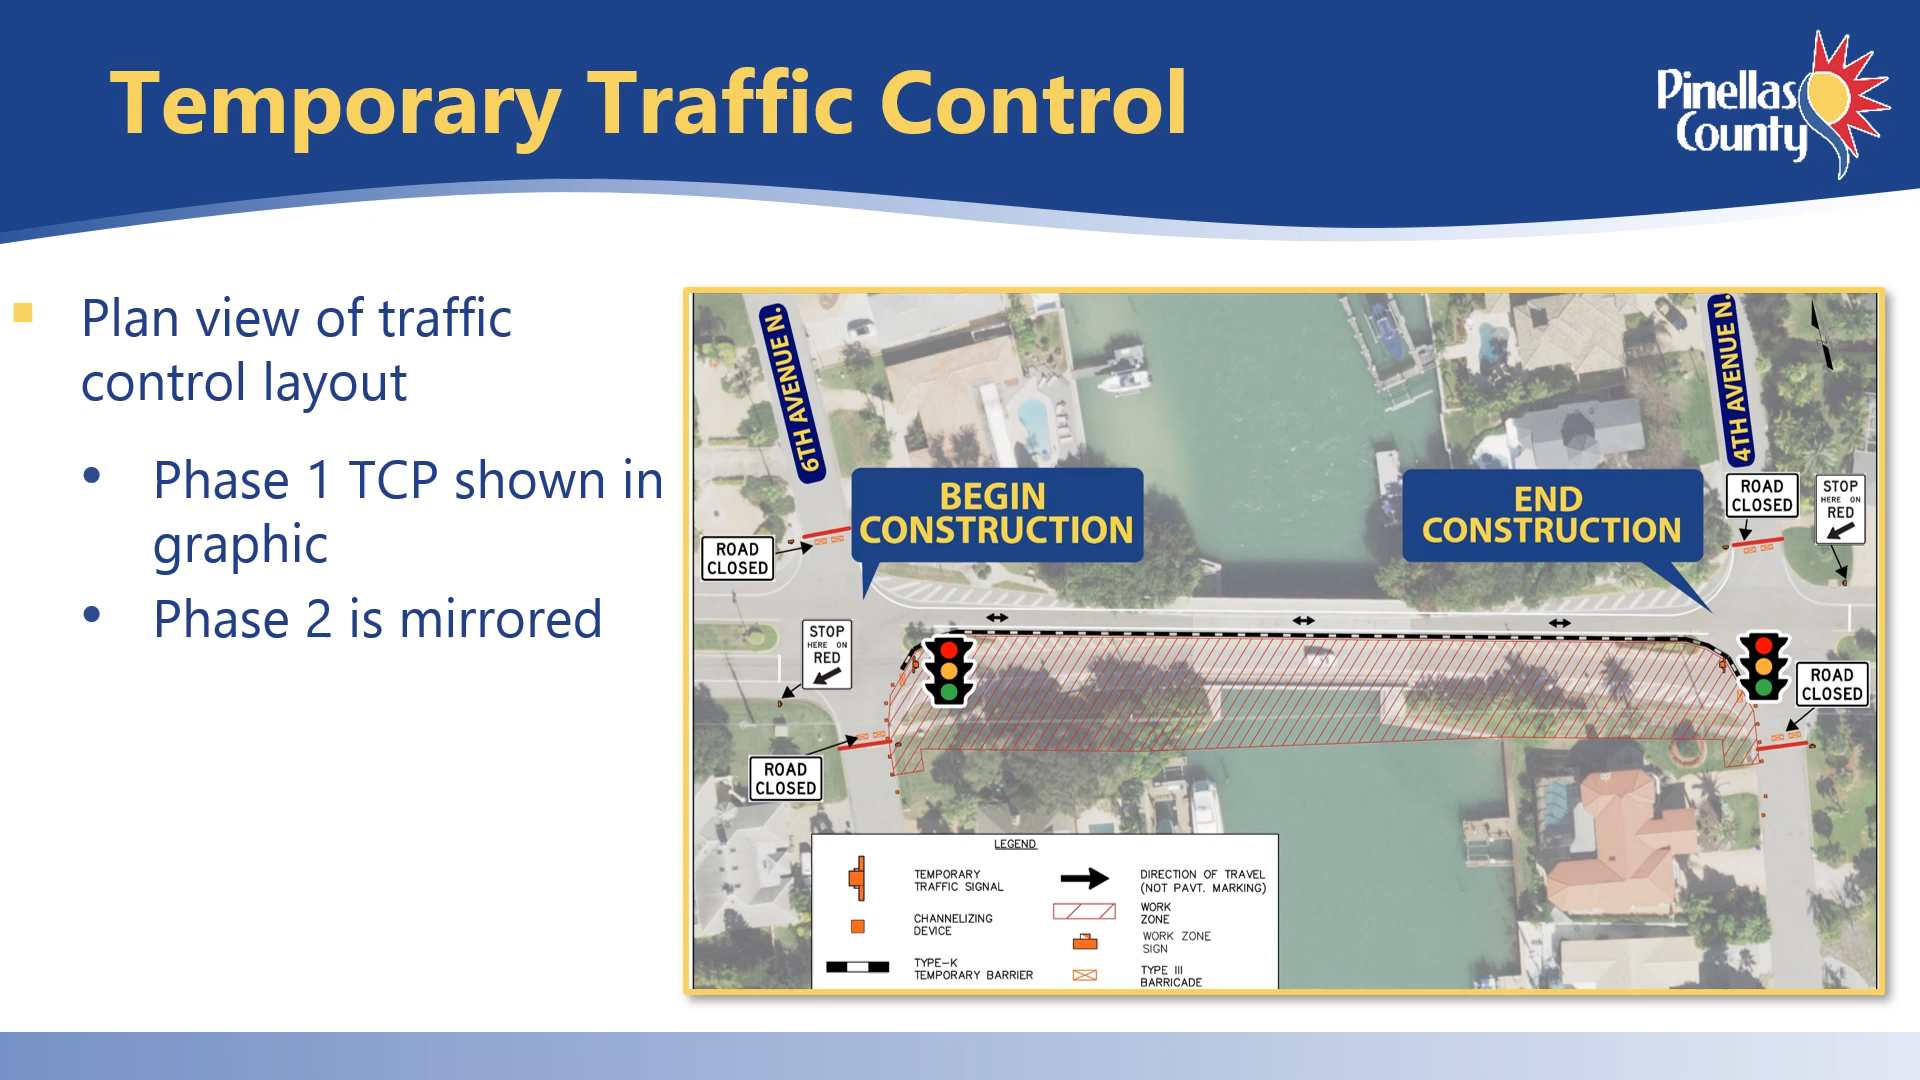 Temporary Traffic Control
Pinellas
County
Plan view of traffic
control layout
Phase 1 TCP shown in
graphic
Phase 2 is mirrored
6TH AVENUE N.
4TH AVENUE N.
BEGIN
CONSTRUCTION
END
CONSTRUCTION
ROAD
CLOSED
STOP
HERE ON
RED
ROAD
CLOSED
STOP
HERE ON
RED
ROAD
CLOSED
ROAD
CLOSED
LEGEND
TEMPORARY
TRAFFIC SIGNAL
CHANNELIZING
DEVICE
TYPE-K
TEMPORARY BARRIER
DIRECTION OF TRAVEL
(NOT PAVT. MARKING)
WORK
ZONE
WORK ZONE
SIGN
TYPE III
BARRICADE